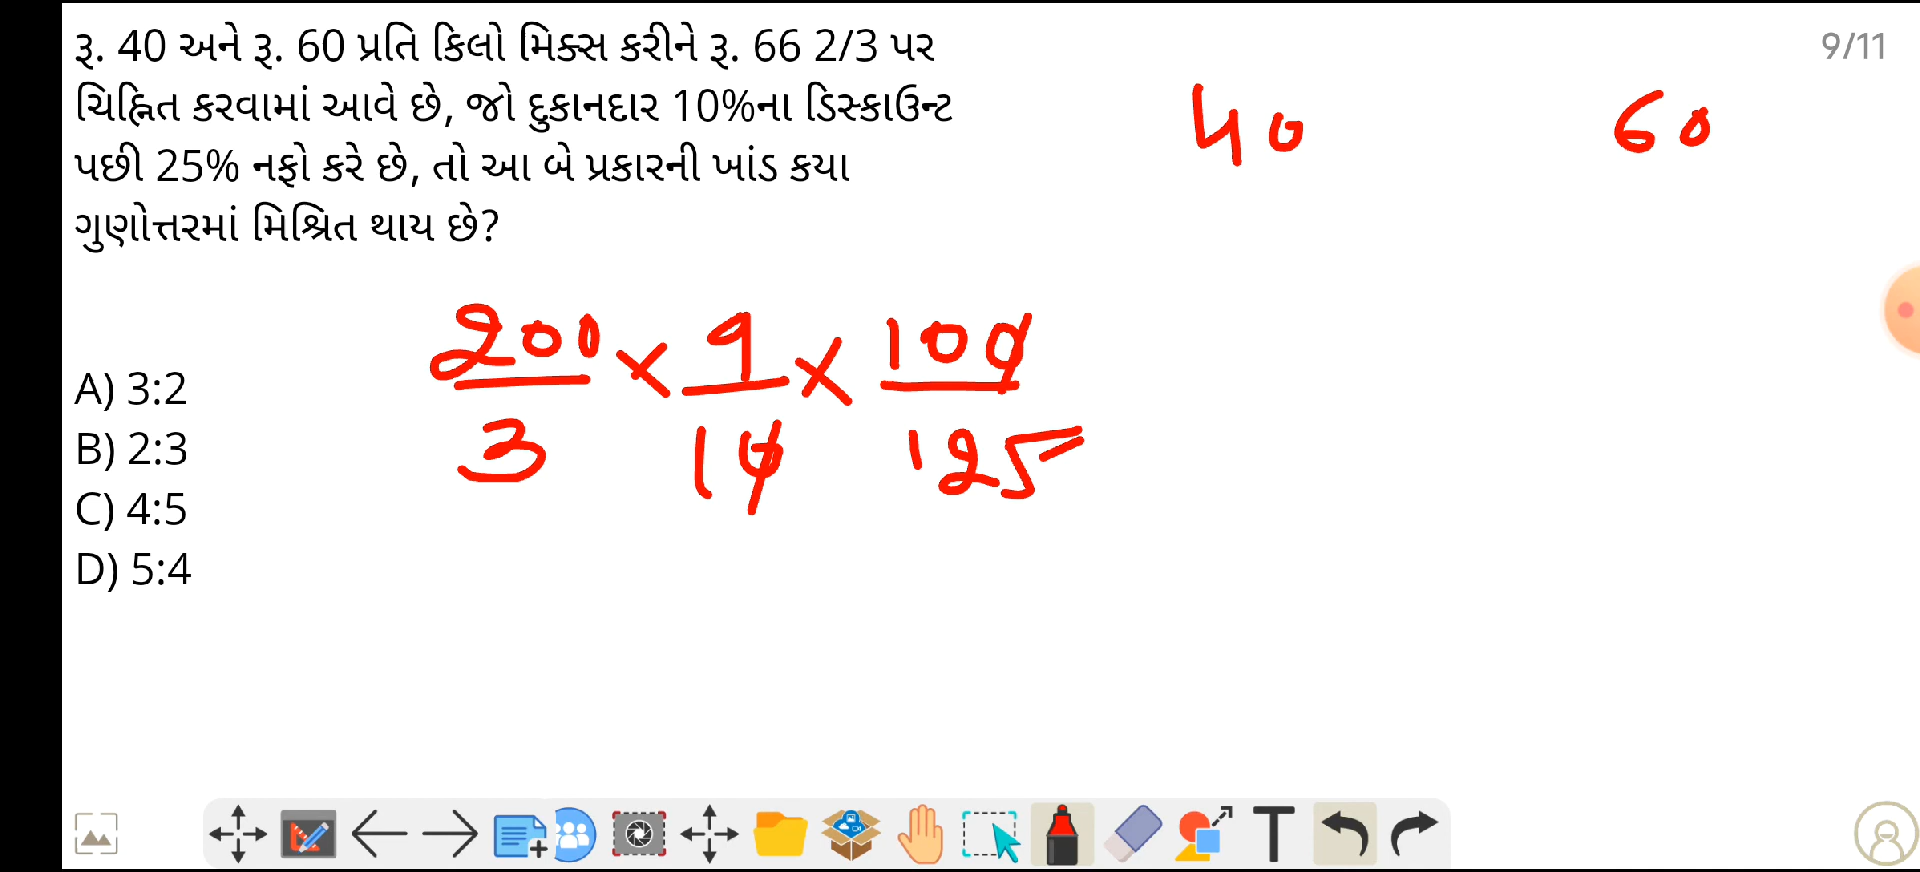 રૂ. 40 અને રૂ. 60 પ્રતિ કિલો મિક્સ કરીને રૂ. 66 2/3 પર
ચિહ્નિત કરવામાં આવે છે, જો દુકાનદાર 10%ના ડિસ્કાઉન્ટ
પછી 25% નફો કરે છે, તો આ બે પ્રકારની ખાંડ કયા
ગુણોત્તરમાં મિશ્રિત થાય છે?
9/11
40 60
200/3 × 9/10 × 100/125
A) 3:2
B) 2:3
C) 4:5
D) 5:4
T